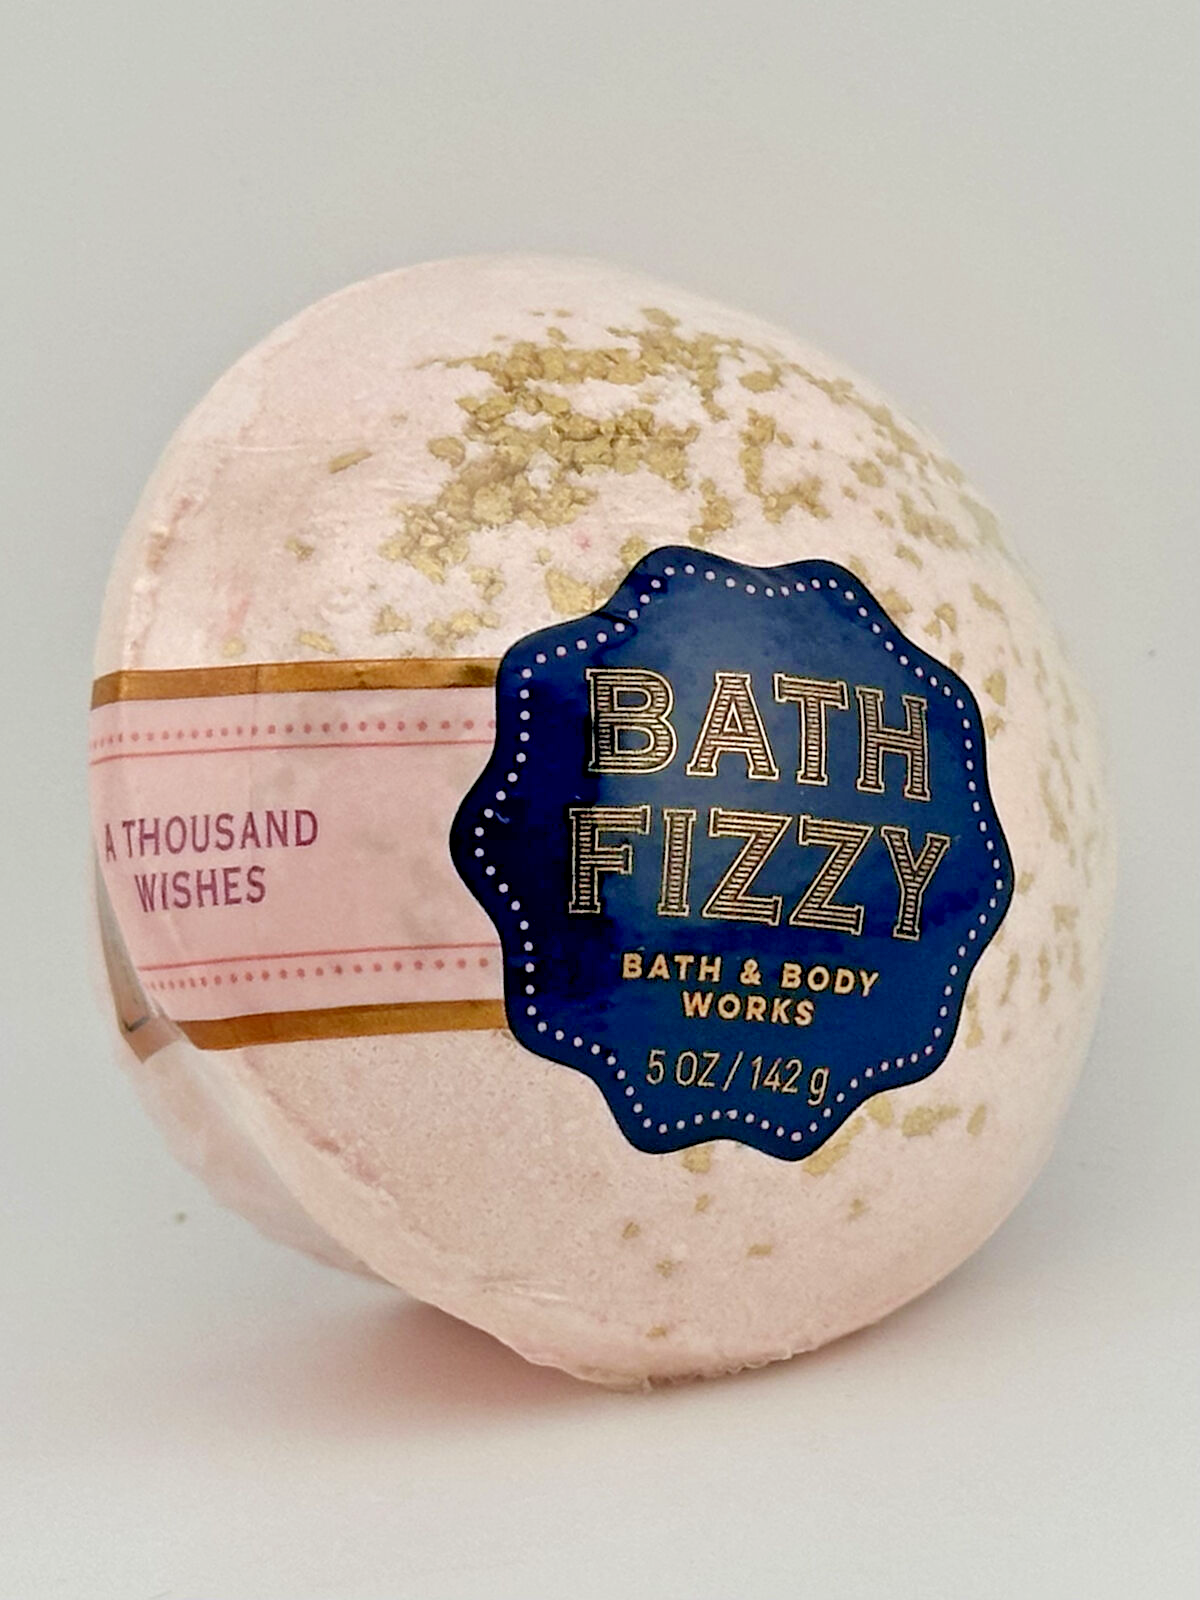 A THOUSAND
WISHES
BATH
FIZZY
BATH & BODY
WORKS
5 OZ/142 g